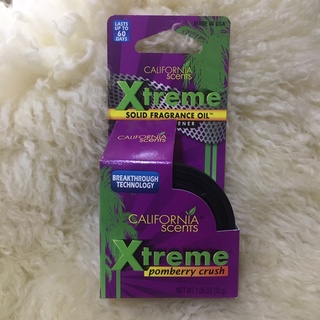 LASTS
UP TO
60
DAYS
MADE IN USA
CALIFORNIA
Scents
Xtreme
SOLID FRAGRANCE OIL™
CALIFORNIA
Scents
BREAKTHROUGH
TECHNOLOGY
CALIFORNIA
Scents
Xtreme
pomberry crush